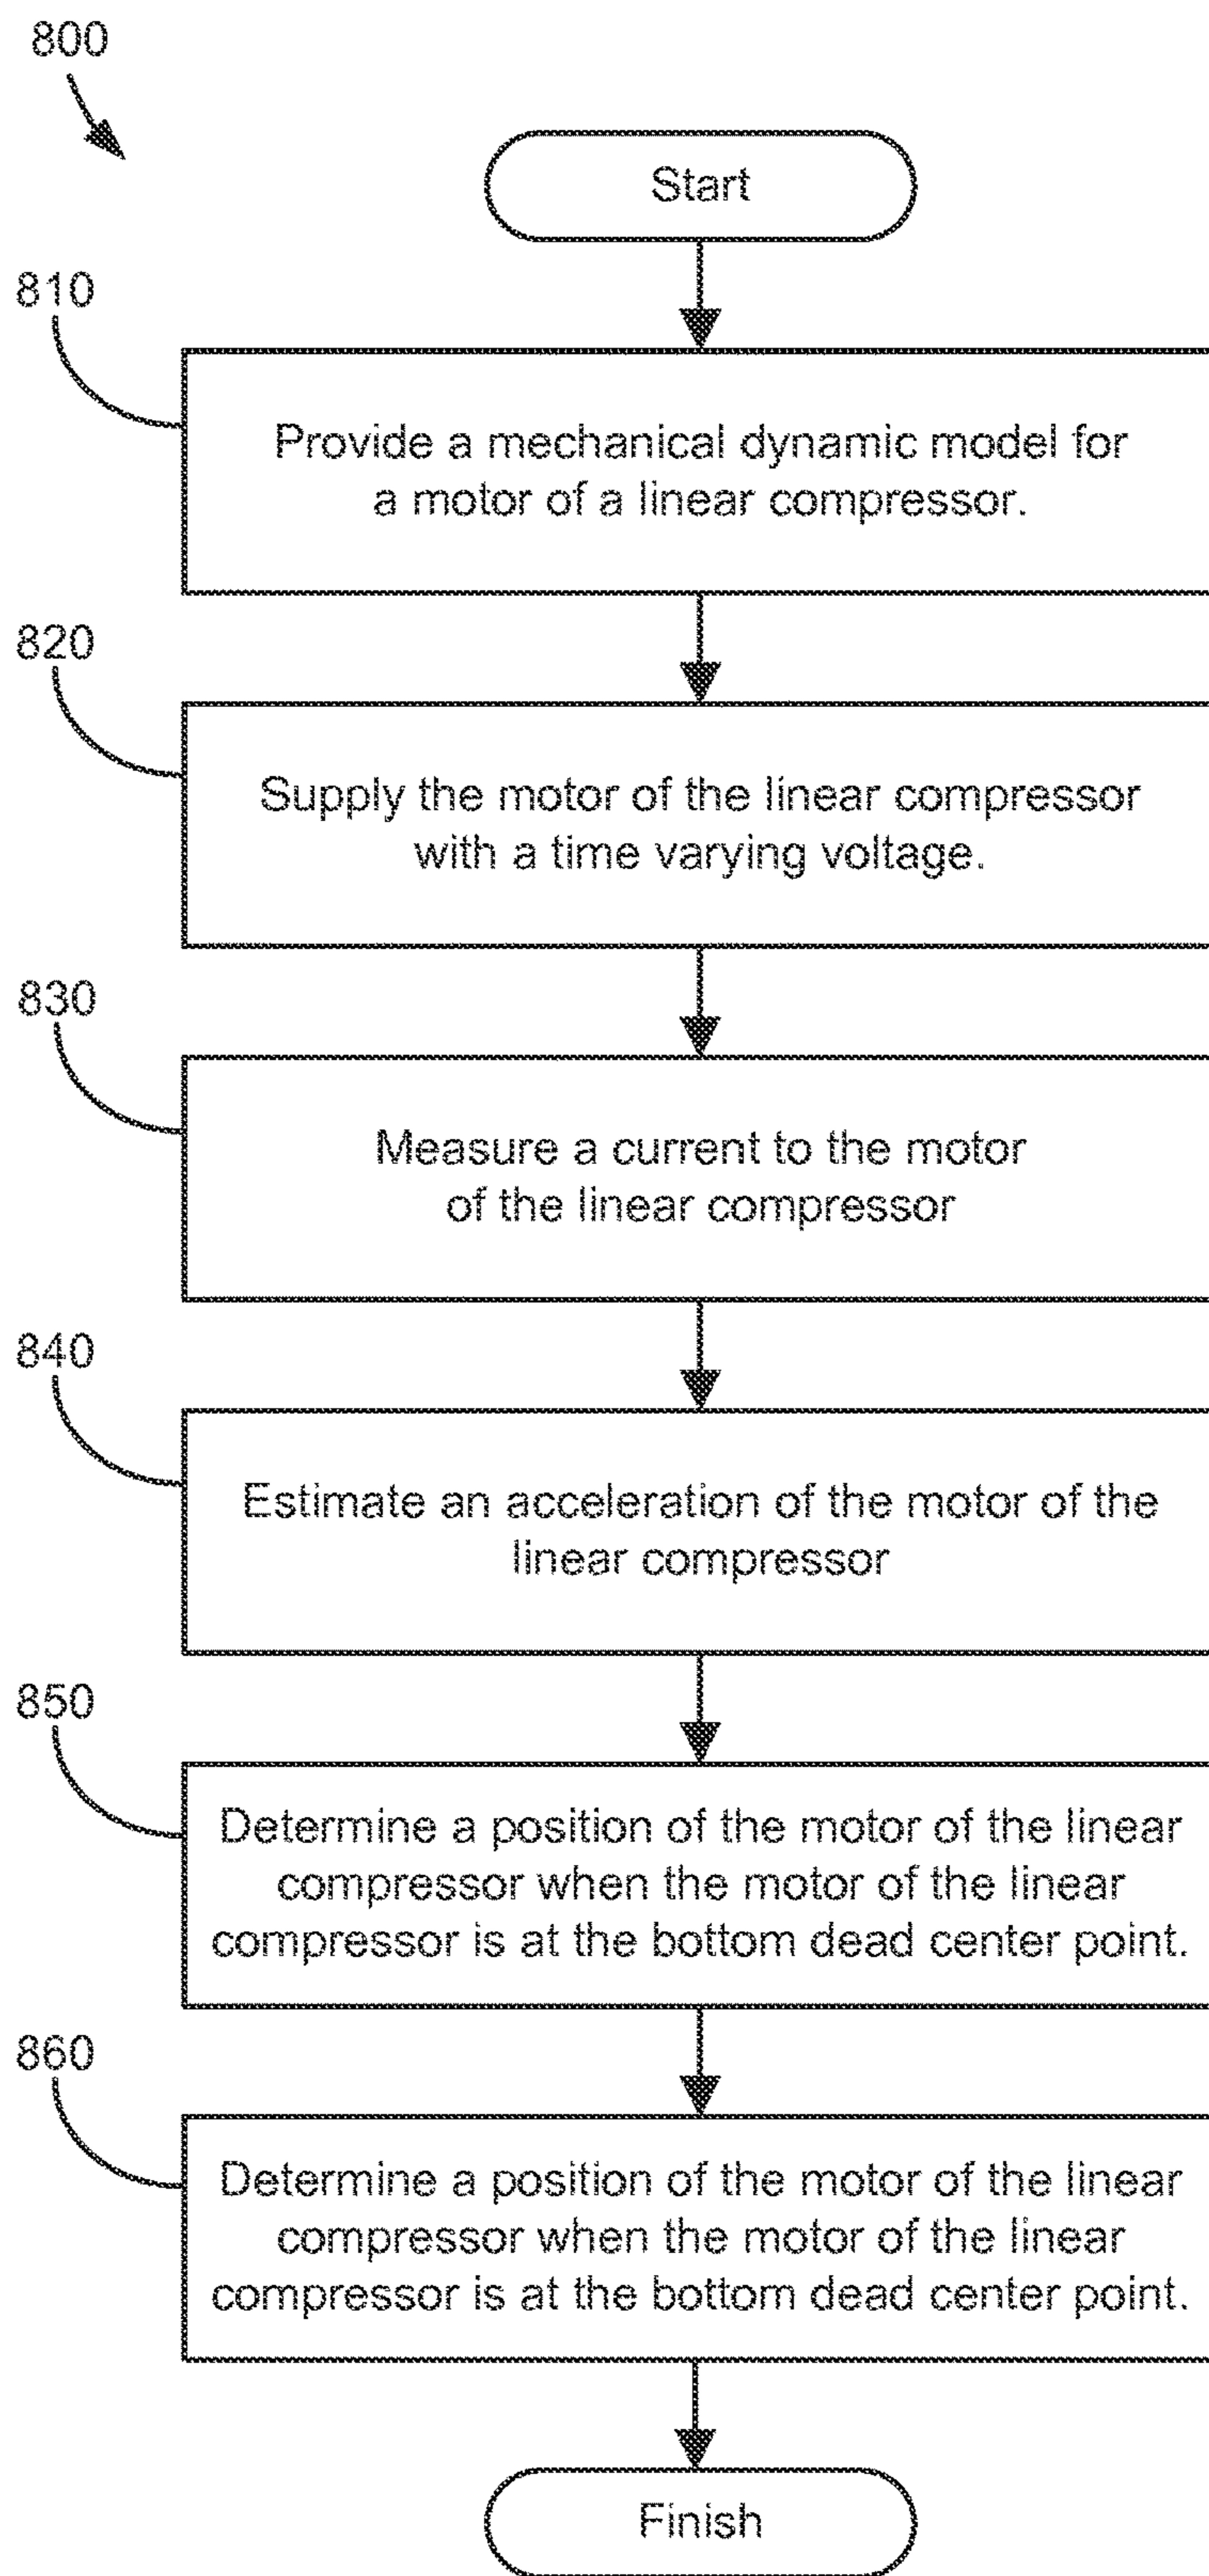 800
Start
810
Provide a mechanical dynamic model for
a motor of a linear compressor.
820
Supply the motor of the linear compressor
with a time varying voltage.
830
Measure a current to the motor
of the linear compressor
840
Estimate an acceleration of the motor of the
linear compressor
850
Determine a position of the motor of the linear
compressor when the motor of the linear
compressor is at the bottom dead center point.
860
Determine a position of the motor of the linear
compressor when the motor of the linear
compressor is at the bottom dead center point.
Finish